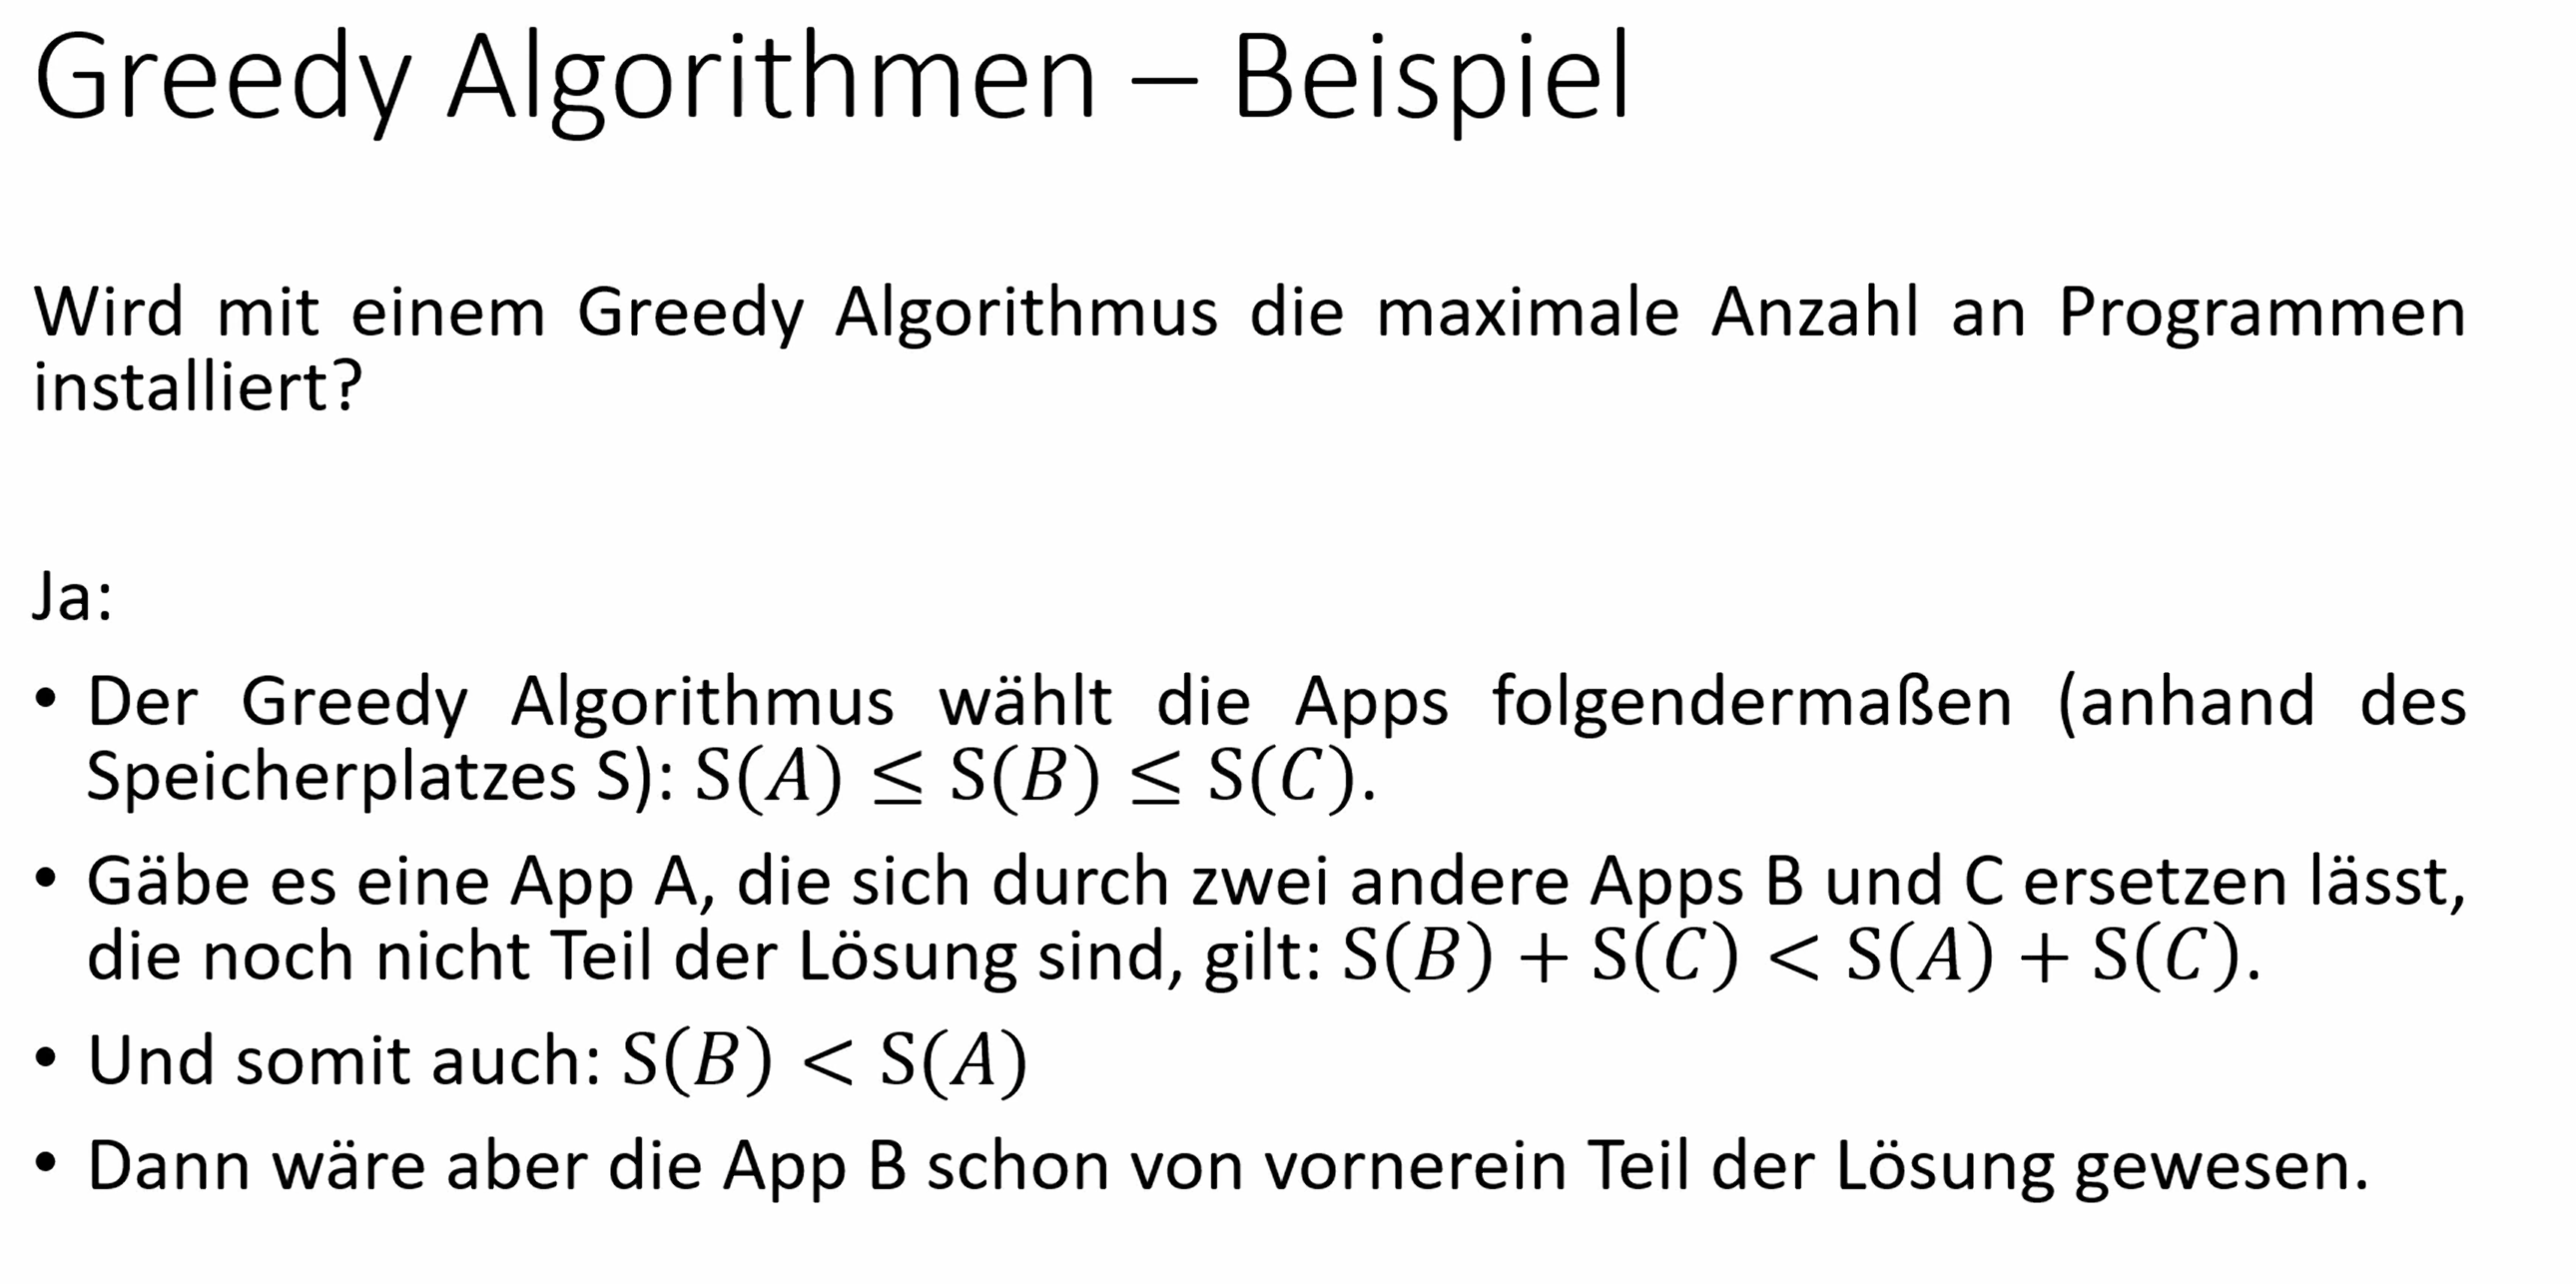 Greedy Algorithmen – Beispiel
Wird mit einem Greedy Algorithmus die maximale Anzahl an Programmen
installiert?
Ja:
• Der Greedy Algorithmus wählt die Apps folgendermaßen (anhand des
Speicherplatzes S): S(A) ≤ S(B) ≤ S(C).
• Gäbe es eine App A, die sich durch zwei andere Apps B und C ersetzen lässt,
die noch nicht Teil der Lösung sind, gilt: S(B) + S(C) < S(A) + S(C).
• Und somit auch: S(B) < S(A)
• Dann wäre aber die App B schon von vornerein Teil der Lösung gewesen.